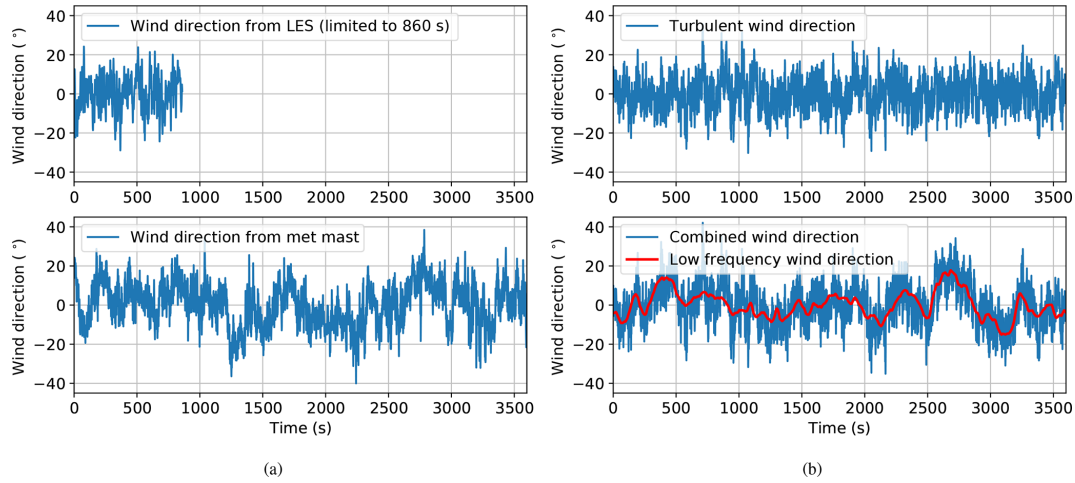 Wind direction from LES (limited to 860 s)
Wind direction ( °)
40
20
0
−20
−40
0 500 1000 1500 2000 2500 3000 3500
Turbulent wind direction
Wind direction ( °)
40
20
0
−20
−40
0 500 1000 1500 2000 2500 3000 3500
Wind direction from met mast
Wind direction ( °)
40
20
0
−20
−40
0 500 1000 1500 2000 2500 3000 3500
Time (s)
Combined wind direction
Low frequency wind direction
Wind direction ( °)
40
20
0
−20
−40
0 500 1000 1500 2000 2500 3000 3500
Time (s)
(a)
(b)